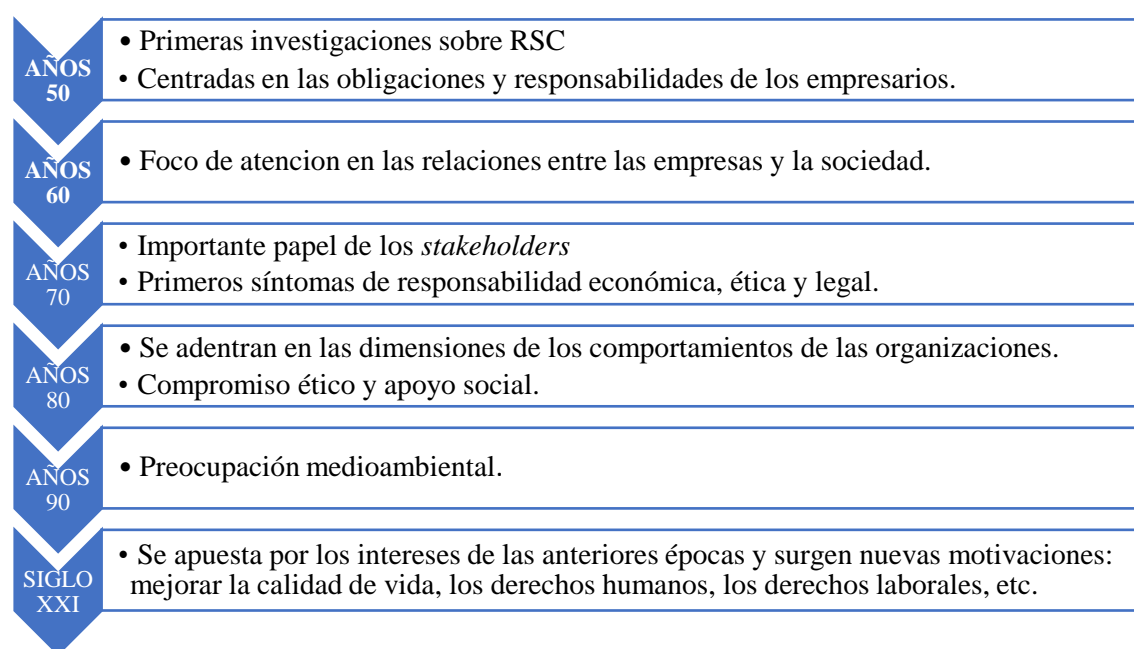 AÑOS
50
• Primeras investigaciones sobre RSC
• Centradas en las obligaciones y responsabilidades de los empresarios.
AÑOS
60
• Foco de atencion en las relaciones entre las empresas y la sociedad.
AÑOS
70
• Importante papel de los stakeholders
• Primeros síntomas de responsabilidad económica, ética y legal.
AÑOS
80
• Se adentran en las dimensiones de los comportamientos de las organizaciones.
• Compromiso ético y apoyo social.
AÑOS
90
• Preocupación medioambiental.
SIGLO
XXI
• Se apuesta por los intereses de las anteriores épocas y surgen nuevas motivaciones:
mejorar la calidad de vida, los derechos humanos, los derechos laborales, etc.